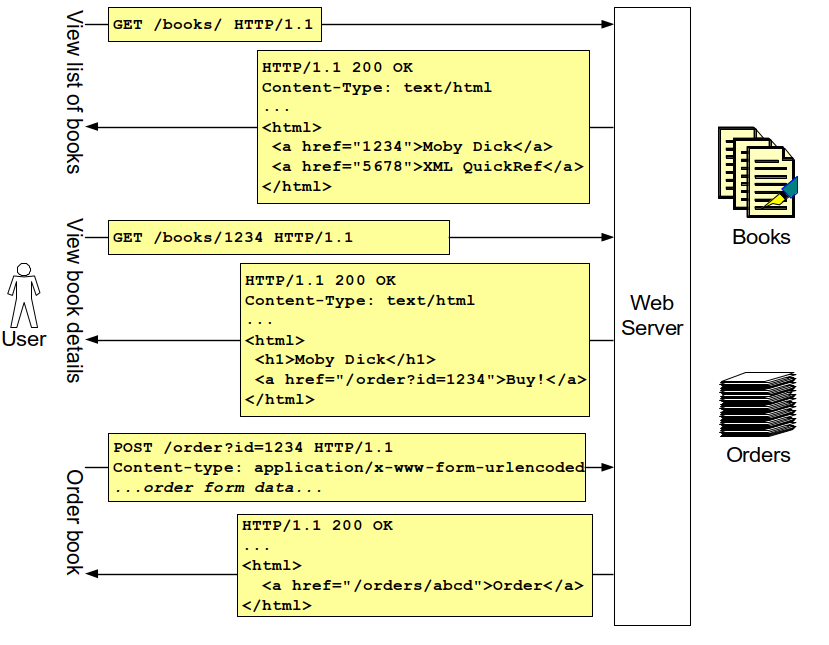 View list of books
GET /books/ HTTP/1.1
HTTP/1.1 200 OK
Content-Type: text/html
...
<html>
<a href="1234">Moby Dick</a>
<a href="5678">XML QuickRef</a>
</html>
View book details
GET /books/1234 HTTP/1.1
HTTP/1.1 200 OK
Content-Type: text/html
...
<html>
<h1>Moby Dick</h1>
<a href="/order?id=1234">Buy!</a>
</html>
Order book
POST /order?id=1234 HTTP/1.1
Content-type: application/x-www-form-urlencoded
...order form data...
HTTP/1.1 200 OK
...
<html>
<a href="/orders/abcd">Order</a>
</html>
User
Web
Server
Books
Orders